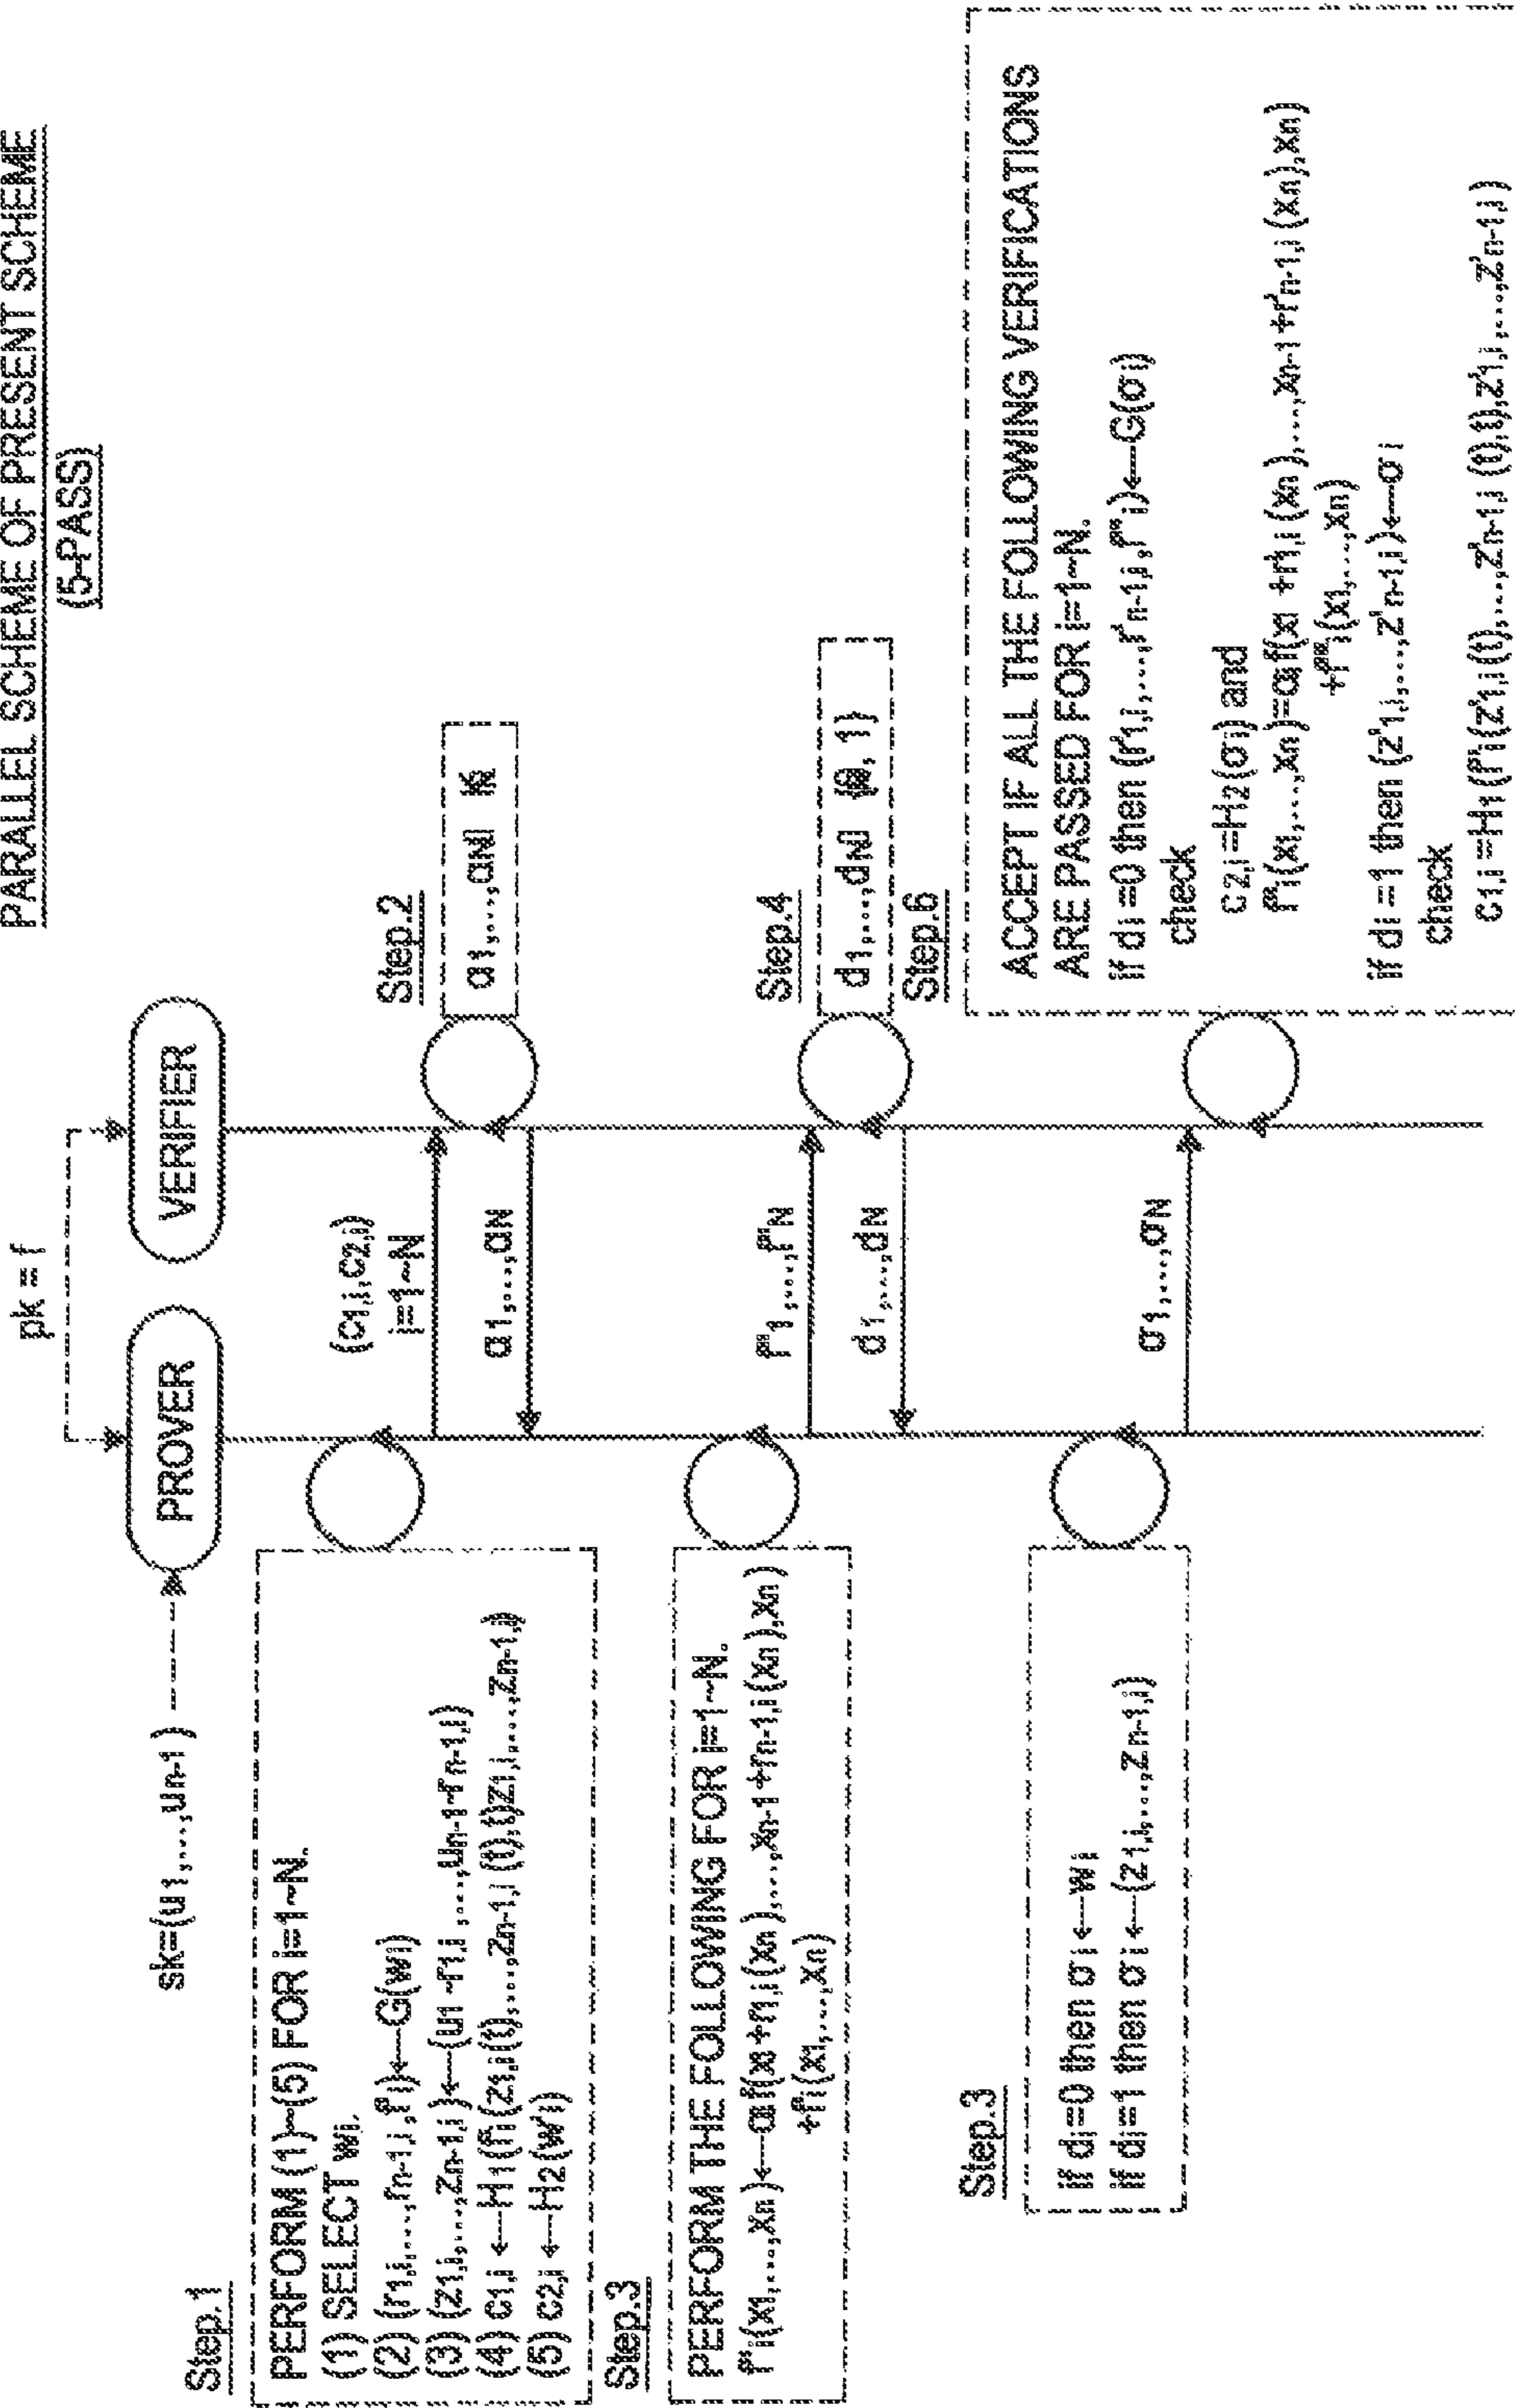 PARALLEL SCHEME OF PRESENT SCHEME
(5-PASS)
pk = f
sk=(u1,...,un-1)
PROVER
VERIFIER
Step.1
PERFORM (1)~(5) FOR i=1~N.
(1) SELECT wi.
(2) (r1,i,...,rn-1,i,r''i)<—G(wi)
(3) (z1,i,...,zn-1,i)<—(u1-r1,i,...,un-1-rn-1,i)
(4) c1,i <—H1(r''i(z1,i(t),...,zn-1,i(t),t)z1,i,...,zn-1,i)
(5) c2,i <—H2(wi)
(c1,i,c2,i)
i=1~N
Step.2
α1,...,αN K
α1,...,αN
Step.3
PERFORM THE FOLLOWING FOR i=1~N.
f''i(x1,...,xn)<—αif(x1+r1,i(xn),...,xn-1+rn-1,i(xn),xn)
+r''i(x1,...,xn)
f''1,...,f''N
Step.4
d1,...,dN {0, 1}
d1,...,dN
Step.3
if di=0 then σi<—wi
if di=1 then σi<—(z1,i,...,zn-1,i)
σ1,...,σN
Step.6
ACCEPT IF ALL THE FOLLOWING VERIFICATIONS
ARE PASSED FOR i=1~N.
if di=0 then (r'1,i,...,r'n-1,i,r'''i)<—G(σi)
check
c2,i=H2(σi) and
f''i(x1,...,xn)=αif(x1+r'1,i(xn),...,xn-1+r'n-1,i(xn),xn)
+r'''i(x1,...,xn)
if di=1 then (z'1,i,...,z'n-1,i)<—σi
check